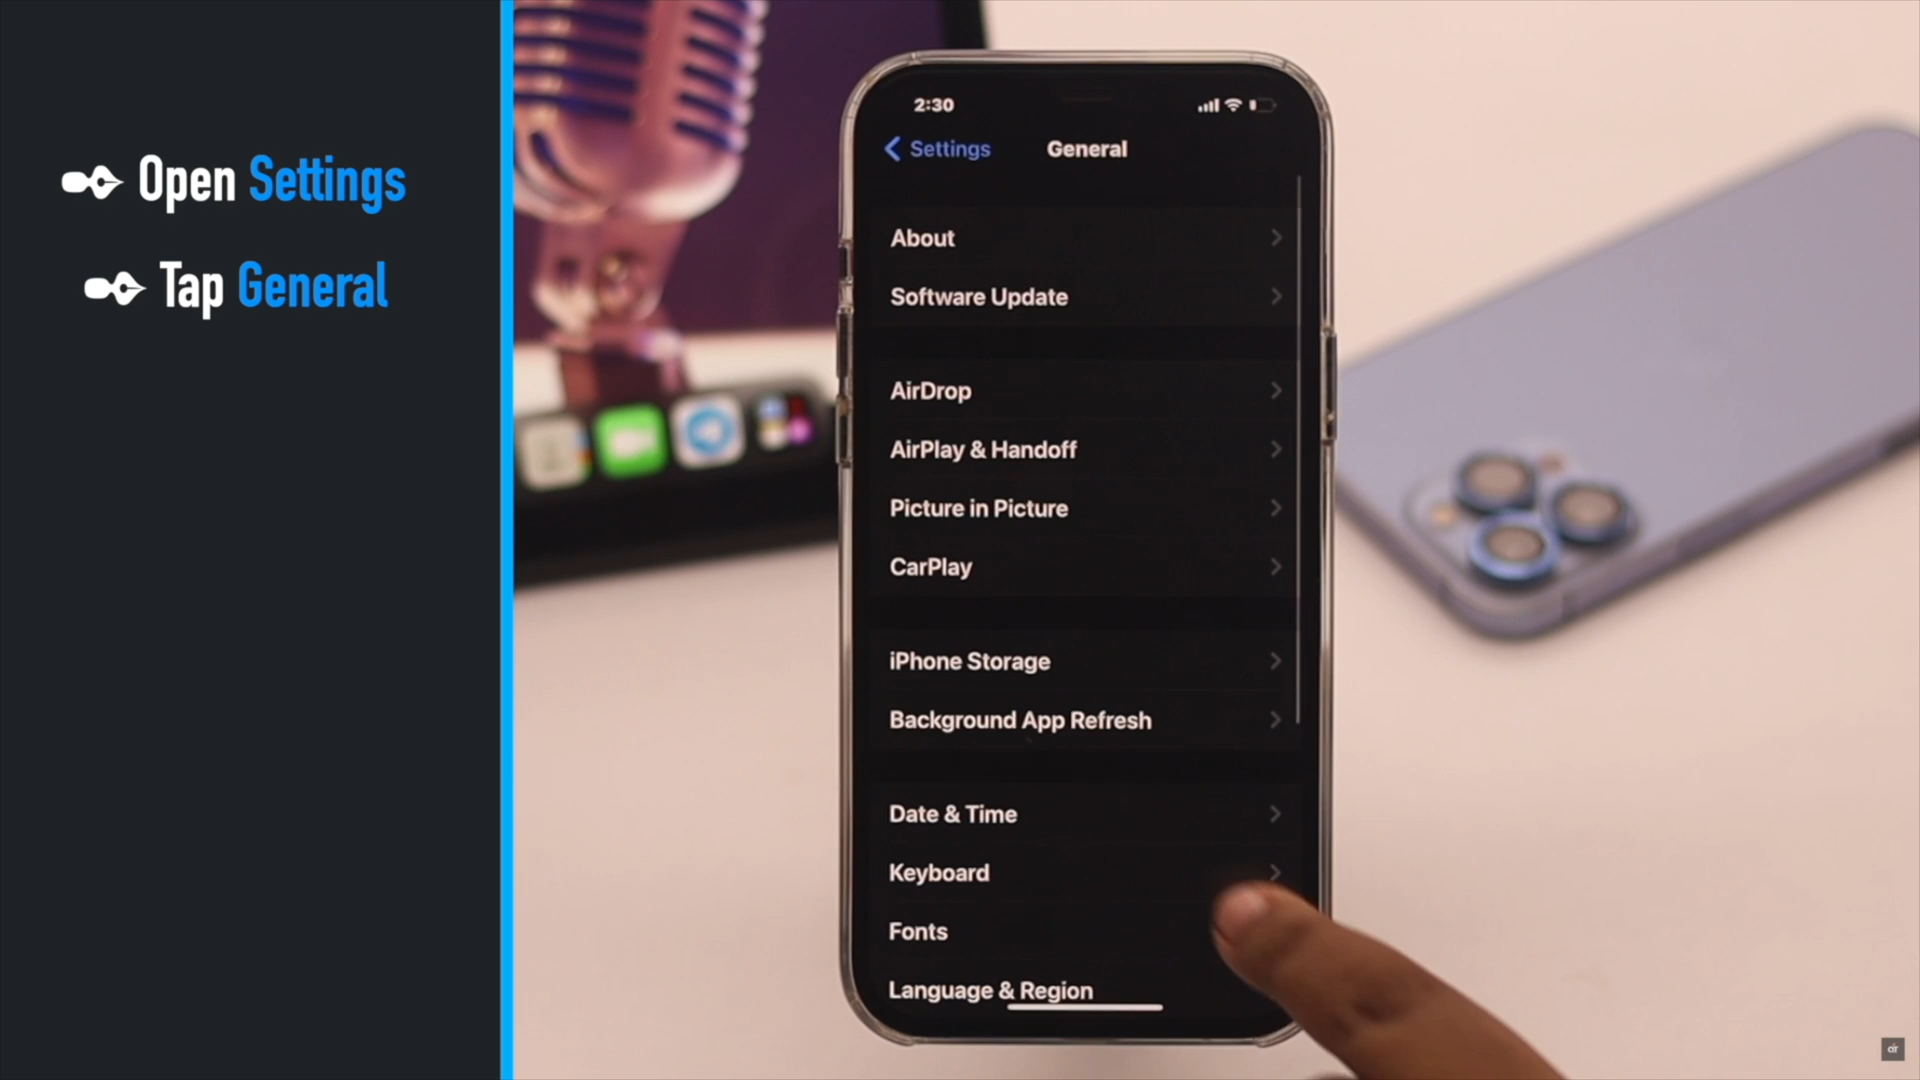 Open Settings
Tap General
2:30
Settings
General
About
Software Update
AirDrop
AirPlay & Handoff
Picture in Picture
CarPlay
iPhone Storage
Background App Refresh
Date & Time
Keyboard
Fonts
Language & Region